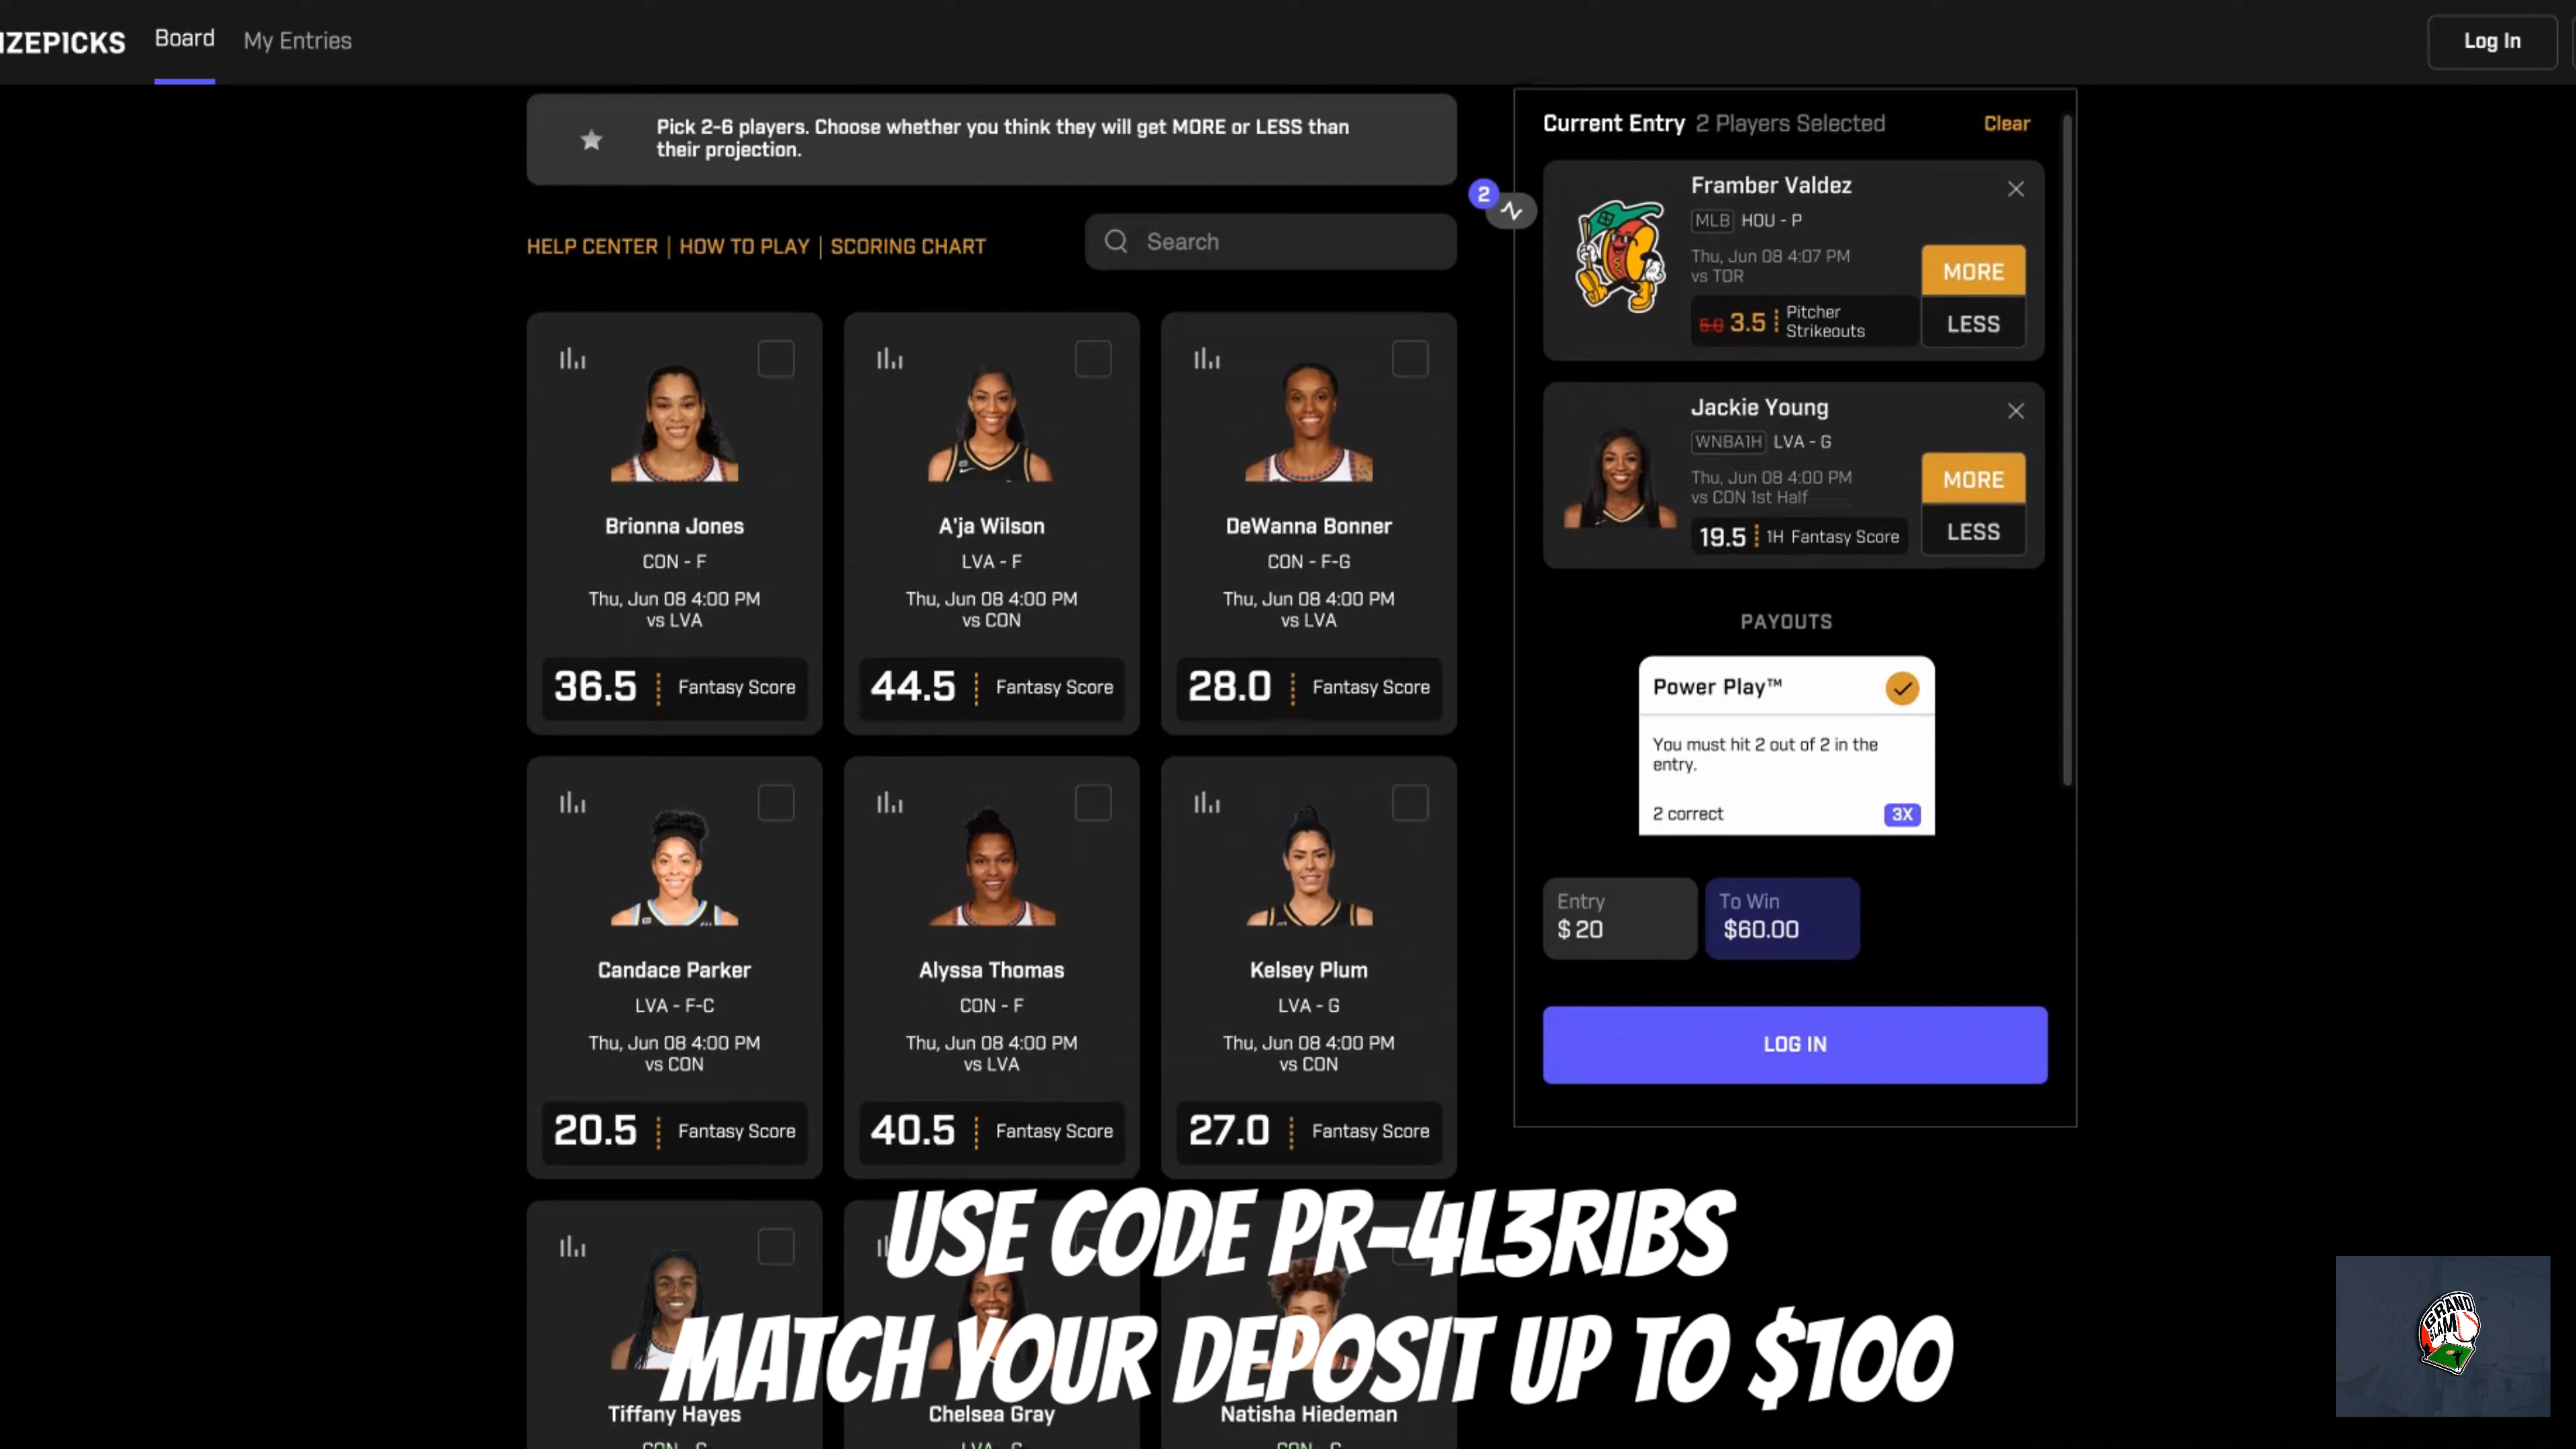 IZEPICKS
Board
My Entries
Log In
Pick 2-6 players. Choose whether you think they will get MORE or LESS than
their projection.
HELP CENTER | HOW TO PLAY | SCORING CHART
Search
Brionna Jones
CON - F
Thu, Jun 08 4:00 PM
vs LVA
36.5 Fantasy Score
A'ja Wilson
LVA - F
Thu, Jun 08 4:00 PM
vs CON
44.5 Fantasy Score
DeWanna Bonner
CON - F-G
Thu, Jun 08 4:00 PM
vs LVA
28.0 Fantasy Score
Candace Parker
LVA - F-C
Thu, Jun 08 4:00 PM
vs CON
20.5 Fantasy Score
Alyssa Thomas
CON - F
Thu, Jun 08 4:00 PM
vs LVA
40.5 Fantasy Score
Kelsey Plum
LVA - G
Thu, Jun 08 4:00 PM
vs CON
27.0 Fantasy Score
Tiffany Hayes
Chelsea Gray
Natisha Hiedeman
2
Current Entry 2 Players Selected
Clear
Framber Valdez
MLB HOU - P
Thu, Jun 08 4:07 PM
vs TOR
5.0 3.5 Pitcher
Strikeouts
MORE
LESS
Jackie Young
WNBA1H LVA - G
Thu, Jun 08 4:00 PM
vs CON 1st Half
19.5 1H Fantasy Score
MORE
LESS
PAYOUTS
Power Play™
You must hit 2 out of 2 in the
entry.
2 correct 3X
Entry
$ 20
To Win
$60.00
LOG IN
USE CODE PR-4L3RIBS
MATCH YOUR DEPOSIT UP TO $100
GRAND
SLAM